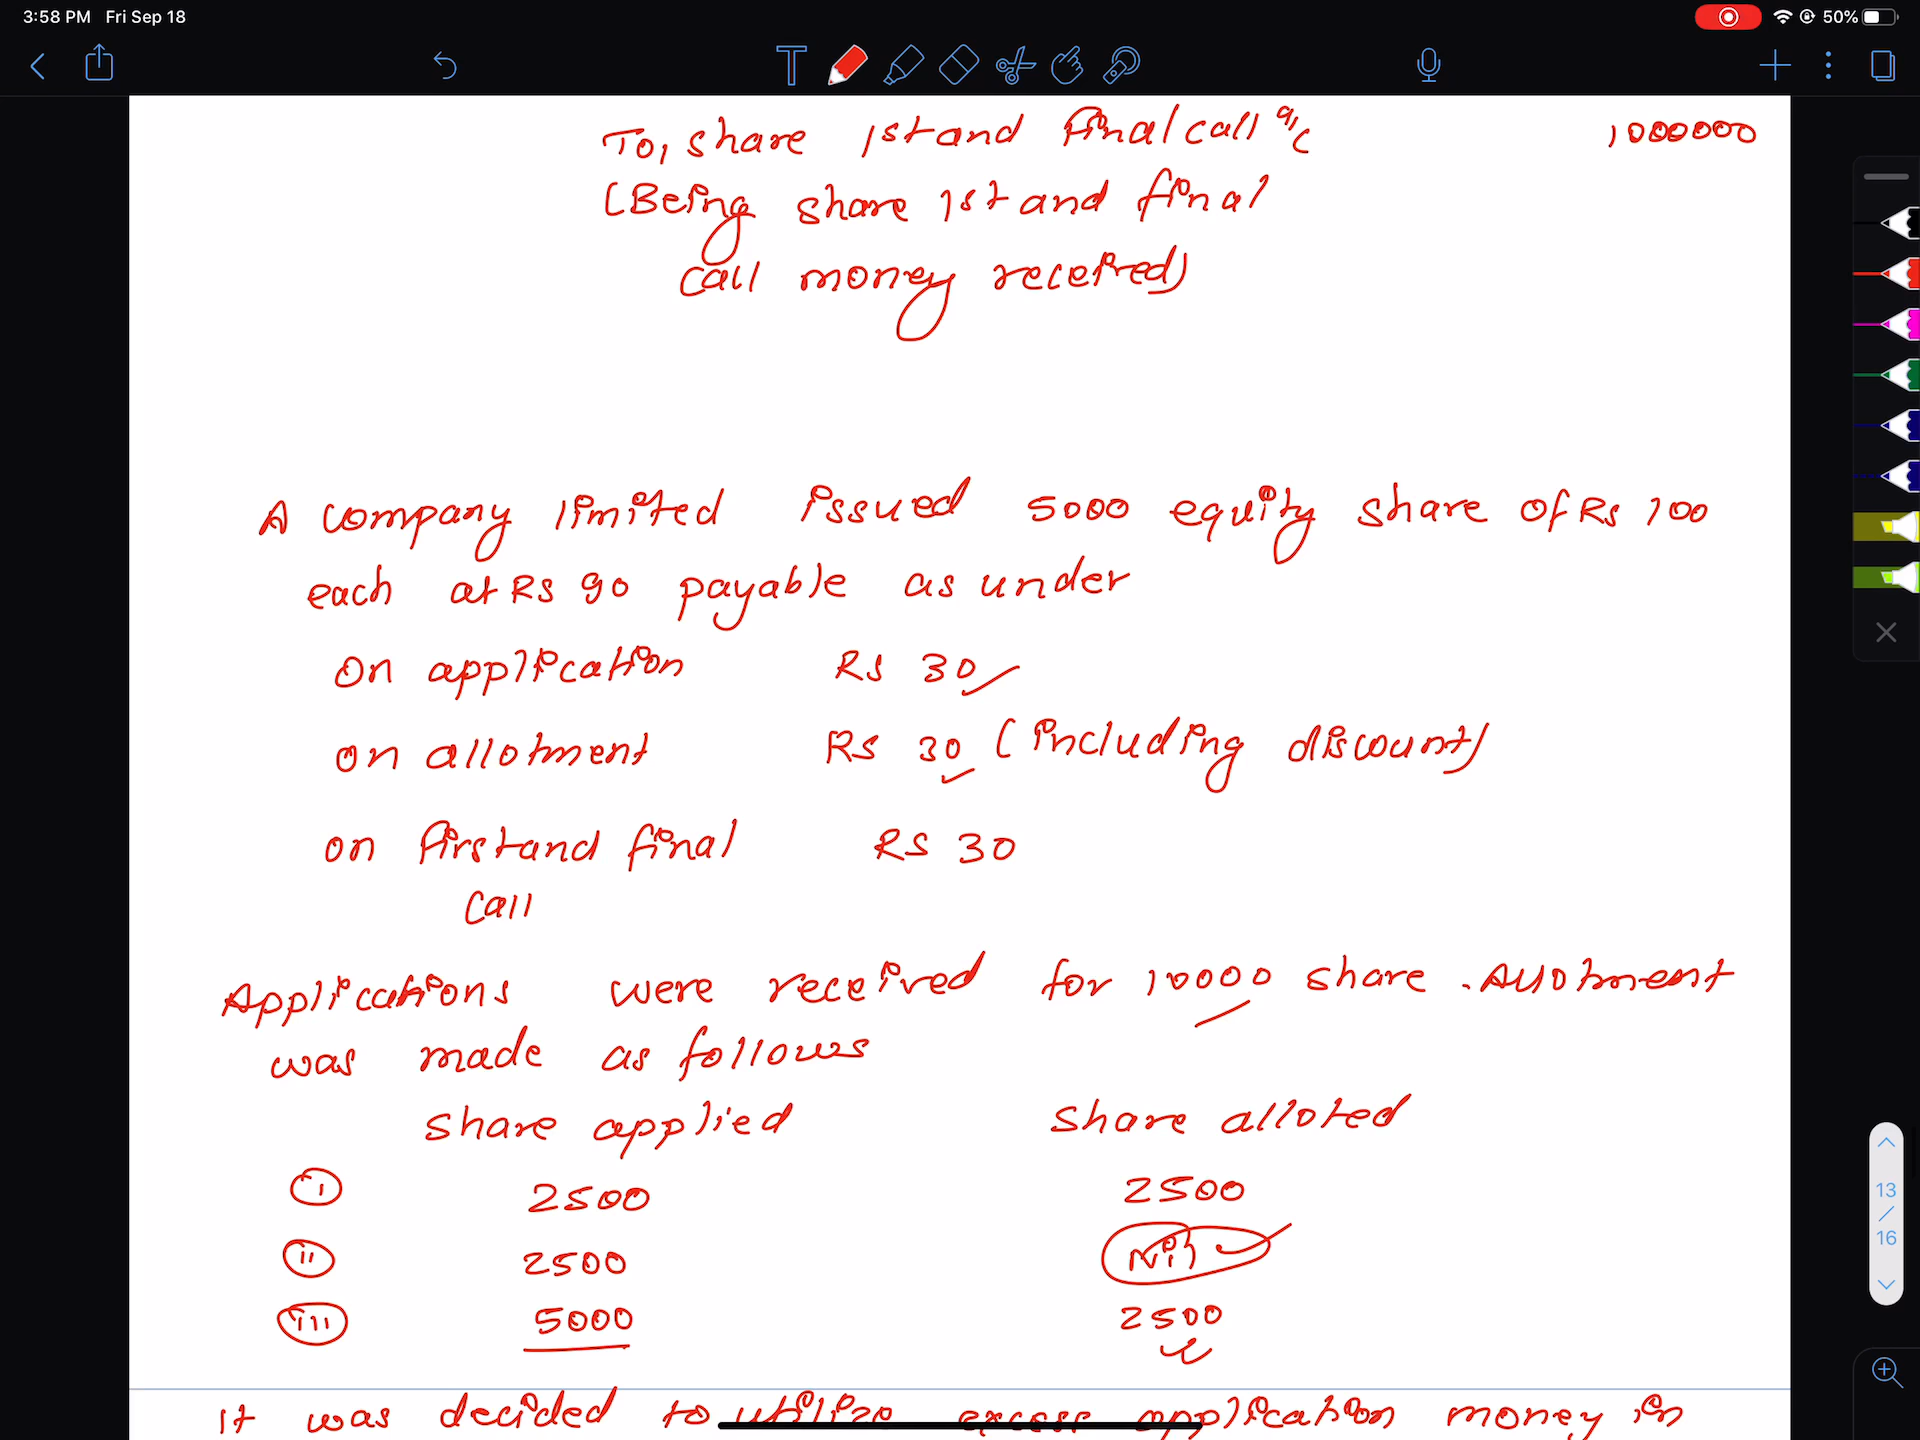 3:58 PM Fri Sep 18
50%
To, share 1st and final call a/c 1000000
(Being share 1st and final
call money received)
A company limited issued 5000 equity share of Rs 100
each at Rs 90 payable as under
on application Rs 30
on allotment Rs 30 (including discount)
on first and final Rs 30
call
Applications were received for 10000 share. Allotment
was made as follows
share applied share alloted
(i) 2500 2500
(ii) 2500 Nil
(iii) 5000 2500
It was decided to utilize excess application money in
13
/
16